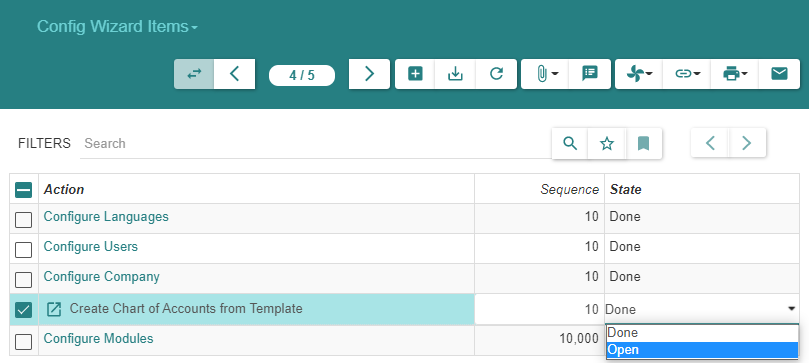 Config Wizard Items
4 / 5
FILTERS Search
Action Sequence State
Configure Languages 10 Done
Configure Users 10 Done
Configure Company 10 Done
Create Chart of Accounts from Template 10 Done
Done
Open
Configure Modules 10,000